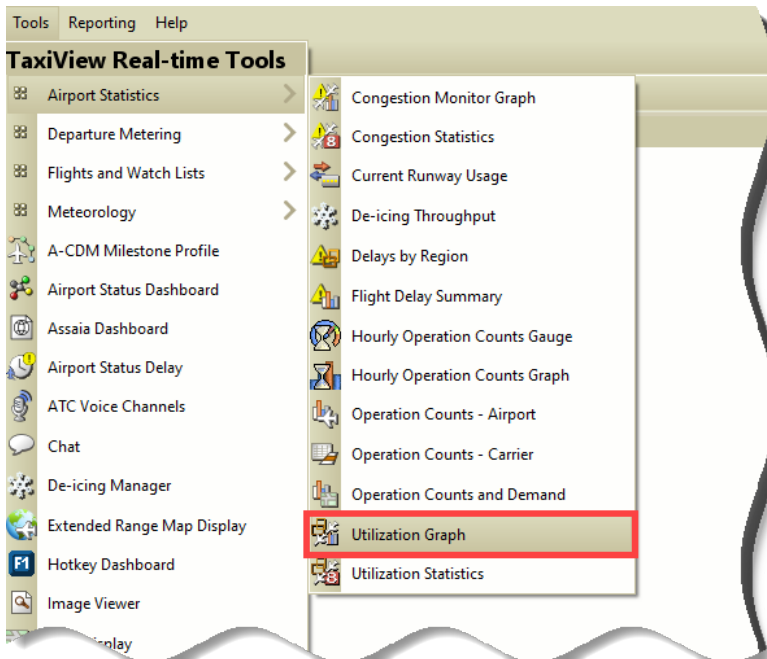 Tools Reporting Help
TaxiView Real-time Tools
Airport Statistics
Departure Metering
Flights and Watch Lists
Meteorology
A-CDM Milestone Profile
Airport Status Dashboard
Assaia Dashboard
Airport Status Delay
ATC Voice Channels
Chat
De-icing Manager
Extended Range Map Display
F1 Hotkey Dashboard
Image Viewer
Congestion Monitor Graph
Congestion Statistics
Current Runway Usage
De-icing Throughput
Delays by Region
Flight Delay Summary
Hourly Operation Counts Gauge
Hourly Operation Counts Graph
Operation Counts - Airport
Operation Counts - Carrier
Operation Counts and Demand
Utilization Graph
Utilization Statistics